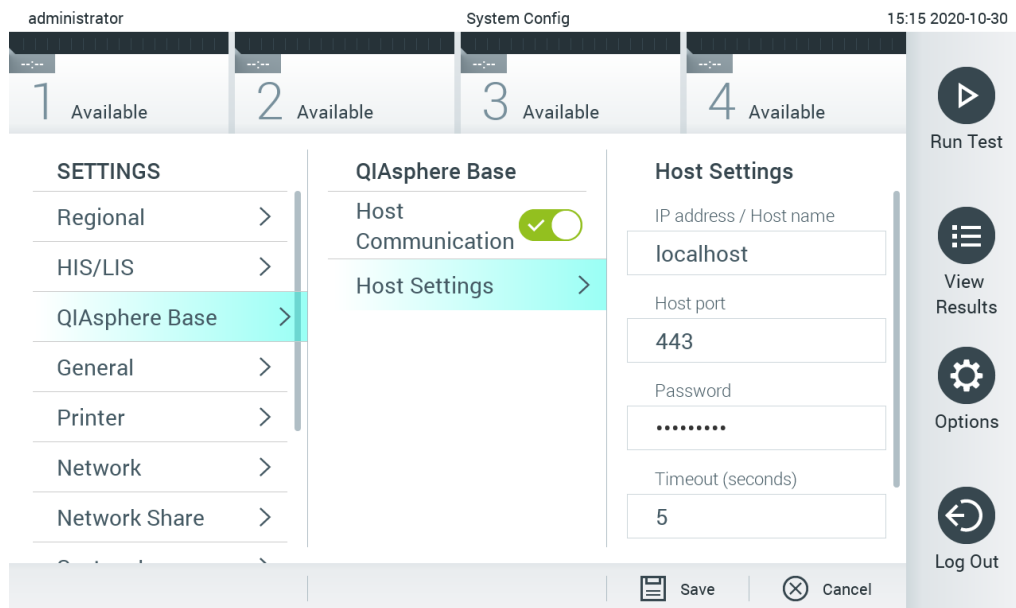 administrator
System Config
15:15 2020-10-30
--:--
1 Available
--:--
2 Available
--:--
3 Available
--:--
4 Available
SETTINGS
Regional
HIS/LIS
QIAsphere Base
General
Printer
Network
Network Share
QIAsphere Base
Host
Communication
Host Settings
Host Settings
IP address / Host name
localhost
Host port
443
Password
•••••••••
Timeout (seconds)
5
Save
Cancel
Run Test
View
Results
Options
Log Out